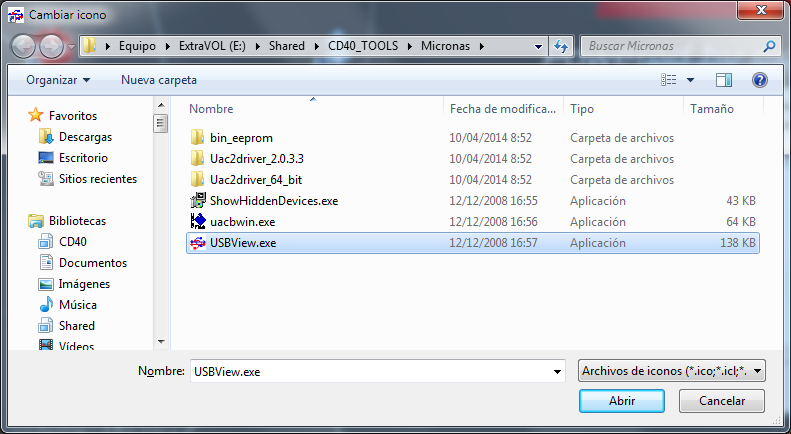 Cambiar icono
Equipo ExtraVOL (E:) Shared CD40_TOOLS Micronas
Buscar Micronas
Organizar Nueva carpeta
Favoritos
Descargas
Escritorio
Sitios recientes
Bibliotecas
CD40
Documentos
Imágenes
Música
Shared
Vídeos
Nombre Fecha de modifica... Tipo Tamaño
bin_eeprom 10/04/2014 8:52 Carpeta de archivos
Uac2driver_2.0.3.3 10/04/2014 8:52 Carpeta de archivos
Uac2driver_64_bit 10/04/2014 8:52 Carpeta de archivos
ShowHiddenDevices.exe 12/12/2008 16:55 Aplicación 43 KB
uacbwin.exe 12/12/2008 16:56 Aplicación 64 KB
USBView.exe 12/12/2008 16:57 Aplicación 138 KB
Nombre: USBView.exe
Archivos de iconos (*.ico;*.icl;*.
Abrir Cancelar